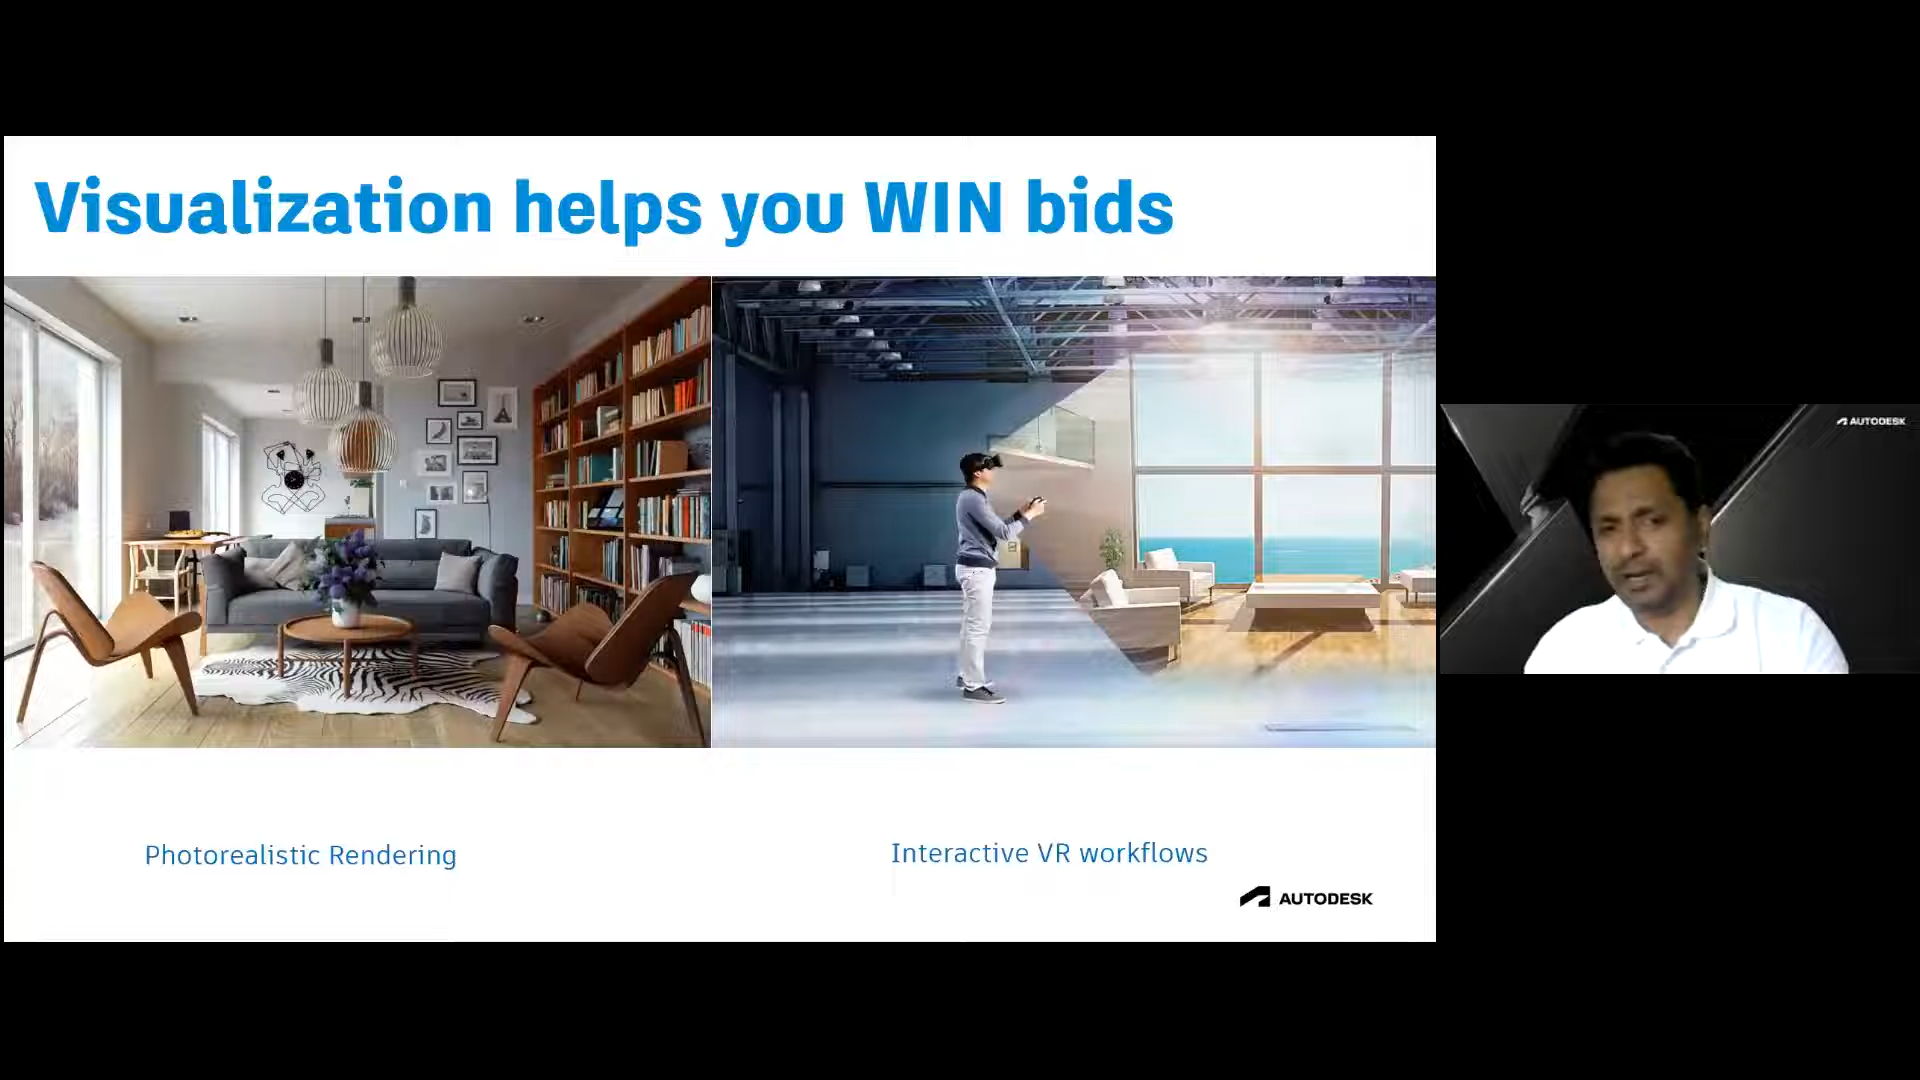 Visualization helps you WIN bids
AUTODESK
Photorealistic Rendering
Interactive VR workflows
AUTODESK